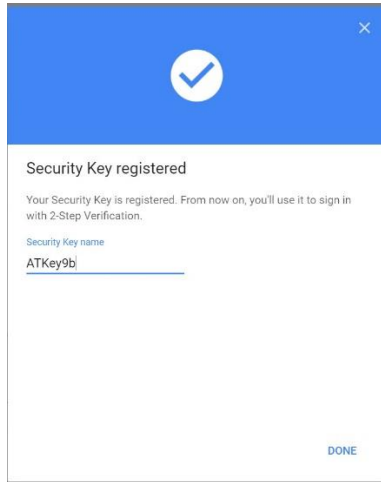 Security Key registered
Your Security Key is registered. From now on, you'll use it to sign in
with 2-Step Verification.
Security Key name
ATKey9b
DONE